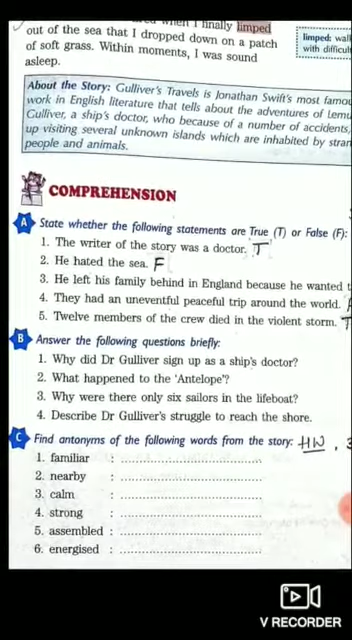 when I finally limped
out of the sea that I dropped down on a patch
of soft grass. Within moments, I was sound
asleep.
limped:
with
About the Story: Gulliver's Travels is Jonathan Swift's most
work in English literature that tells about the adventures of
Gulliver, a ship's doctor, who because of a number of accidents,
up visiting several unknown islands which are inhabited by
people and animals.
COMPREHENSION
A State whether the following statements are True (T) or False (F):
1. The writer of the story was a doctor. T
2. He hated the sea. F
3. He left his family behind in England because he wanted
4. They had an uneventful peaceful trip around the world.
5. Twelve members of the crew died in the violent storm. T
B Answer the following questions briefly:
1. Why did Dr Gulliver sign up as a ship's doctor?
2. What happened to the 'Antelope'?
3. Why were there only six sailors in the lifeboat?
4. Describe Dr Gulliver's struggle to reach the shore.
C Find antonyms of the following words from the story: HW,
1. familiar : ....................................
2. nearby : ....................................
3. calm : ....................................
4. strong : ....................................
5. assembled : ....................................
6. energised : ....................................
V RECORDER